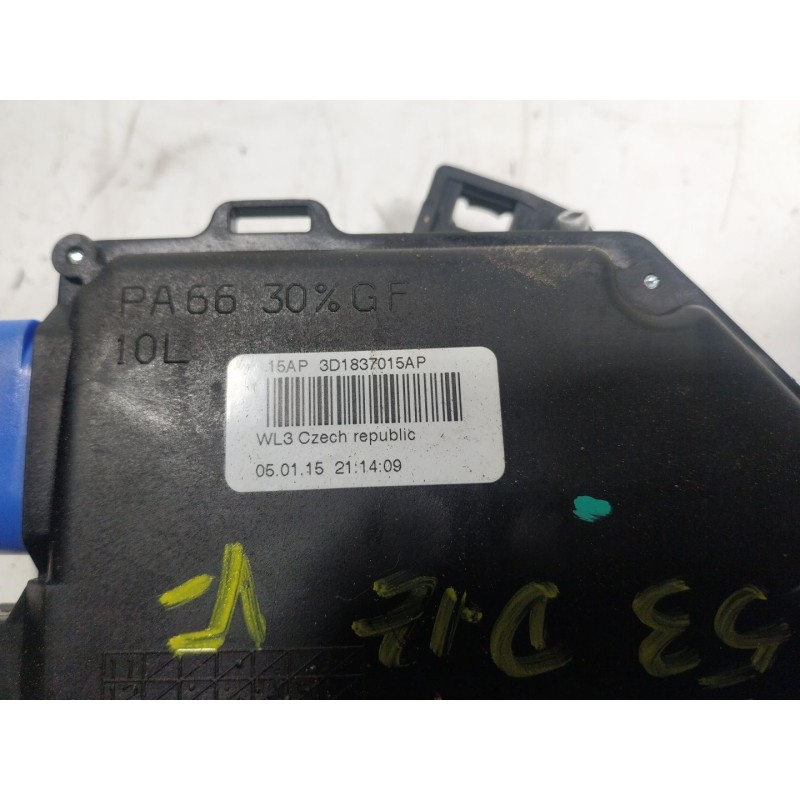 PA66 30%GF
10L
15AP 3D1837015AP
WL3 Czech republic
05.01.15 21:14:09